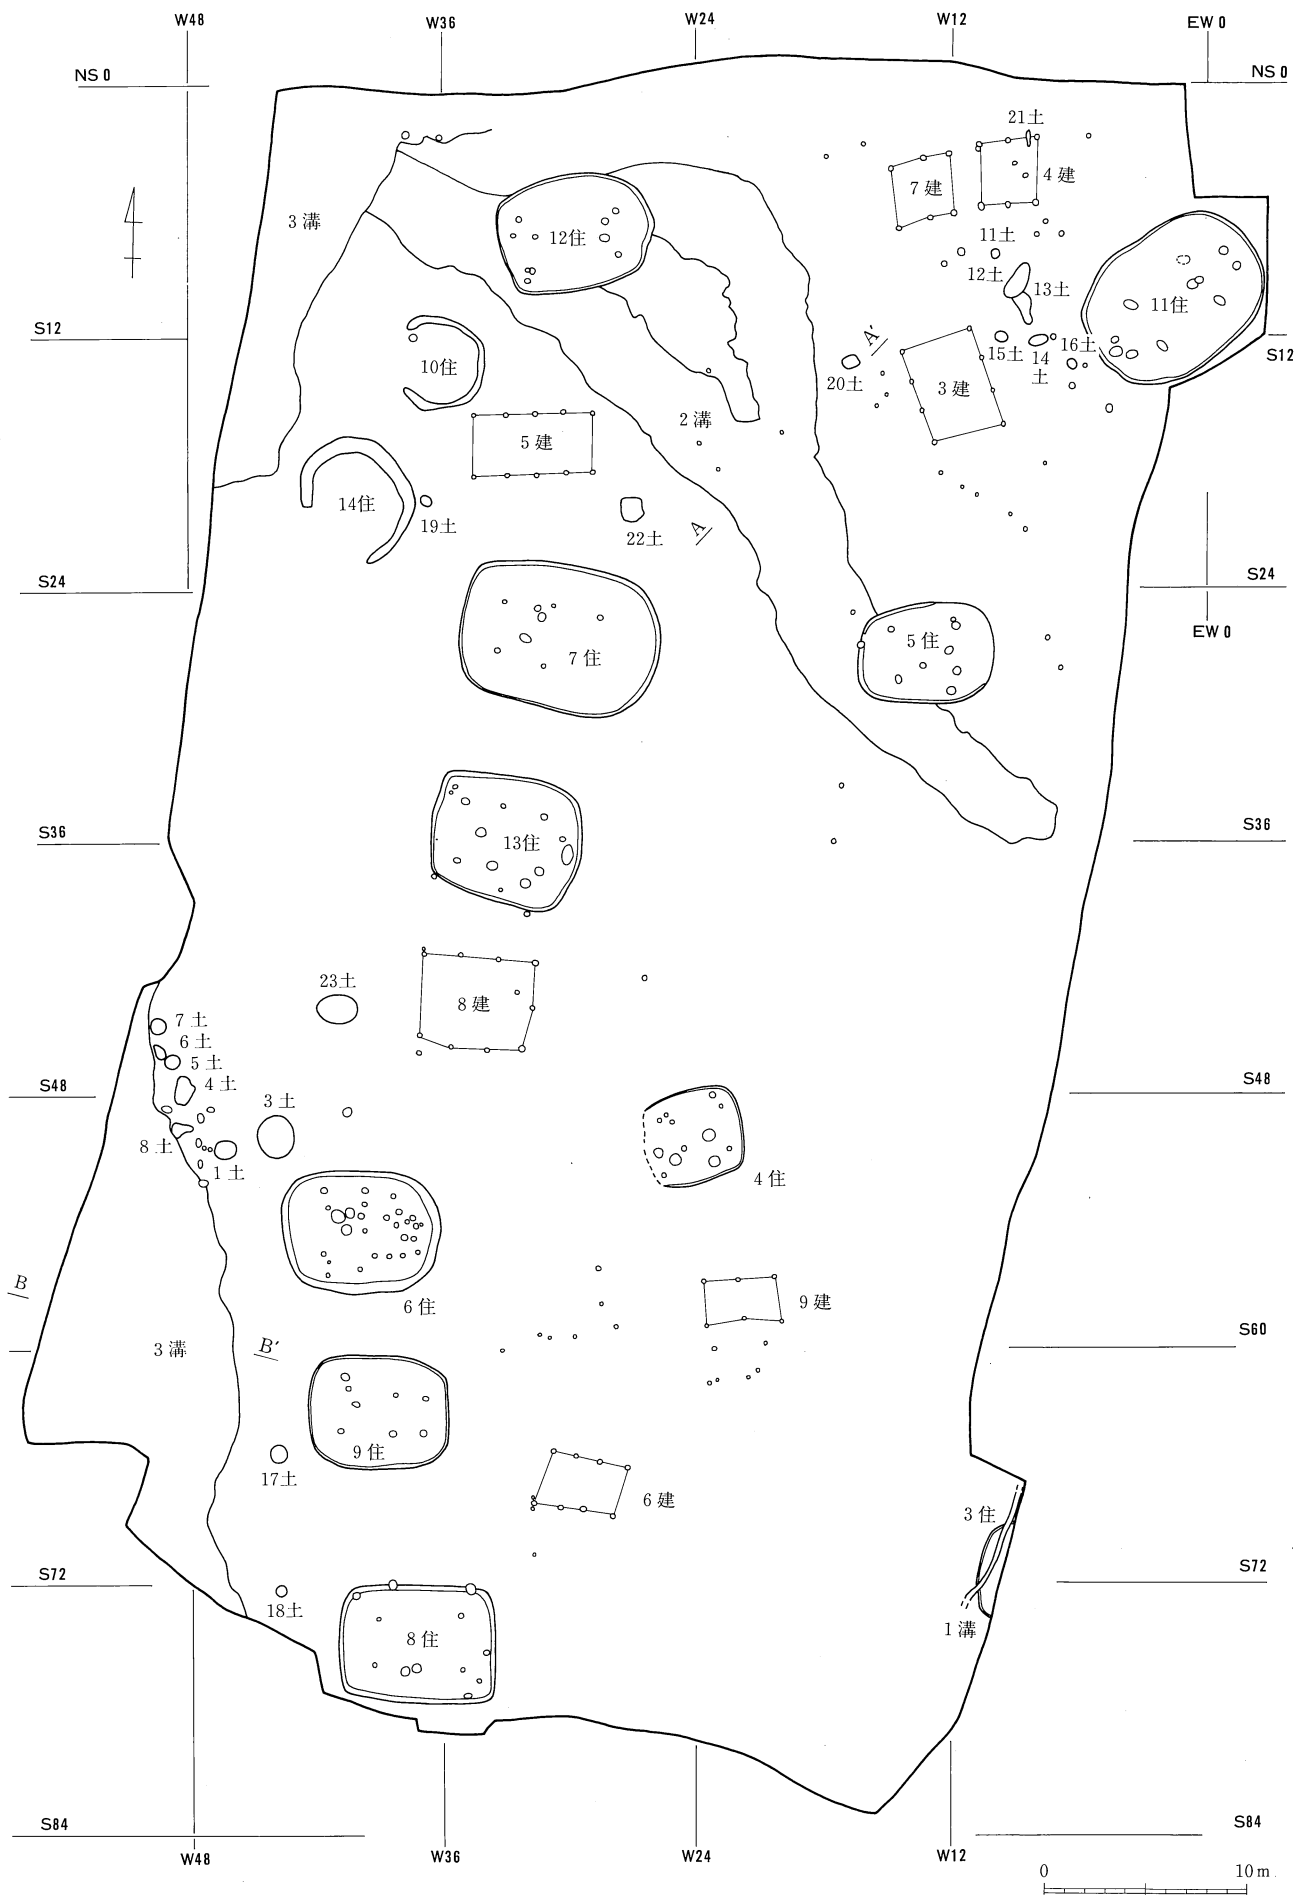 W48
W36
W24
W12
EW 0
NS 0
NS 0
21土
7 建
4 建
3 溝
12住
11土
12土
13土
11住
S12
S12
10住
A′
15土
14
土
16土
20土
3 建
5 建
2 溝
14住
19土
22土
A
S24
S24
EW 0
5 住
7 住
S36
S36
13住
23土
8 建
7 土
6 土
5 土
4 土
S48
S48
3 土
8 土
1 土
4 住
B
6 住
9 建
3 溝
B′
S60
9 住
17土
6 建
3 住
S72
S72
18土
8 住
1 溝
S84
S84
W48
W36
W24
W12
0
10 m